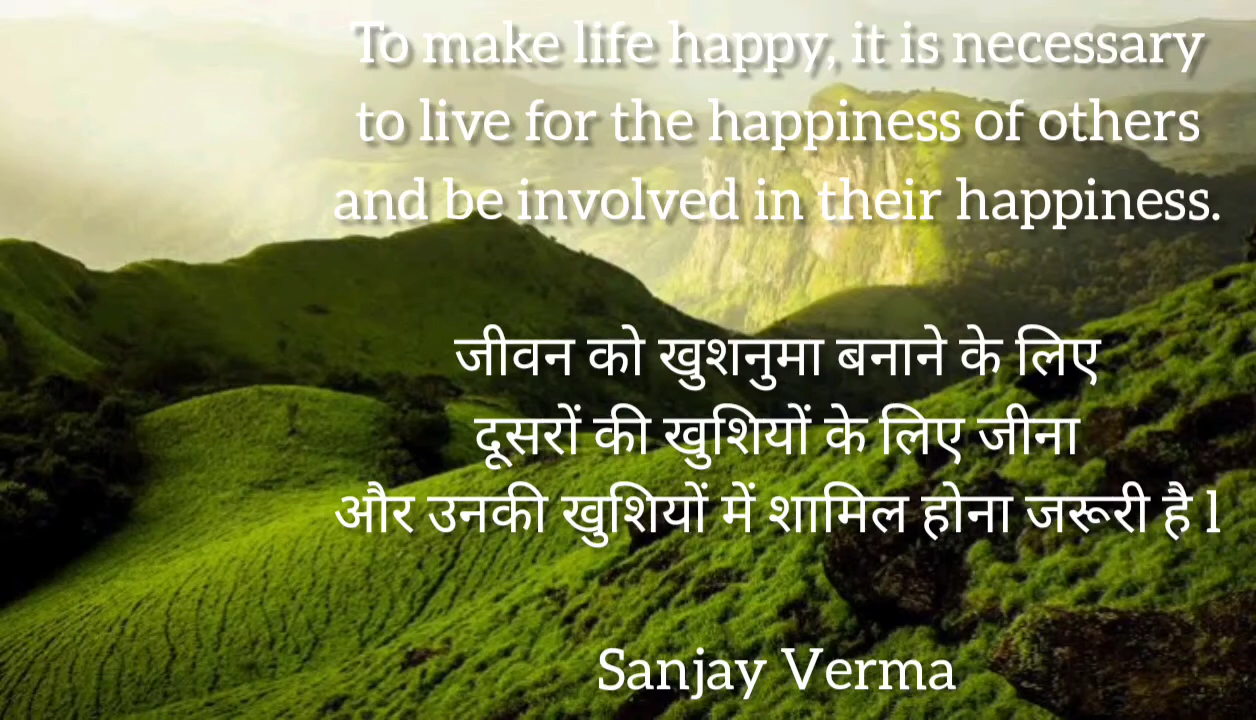 To make life happy, it is necessary
to live for the happiness of others
and be involved in their happiness.
जीवन को खुशनुमा बनाने के लिए
दूसरों की खुशियों के लिए जीना
और उनकी खुशियों में शामिल होना जरूरी है l
Sanjay Verma